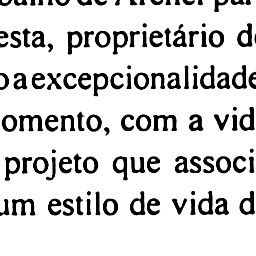 esta, proprietário d
a excepcionalidade
omento, com a vid
projeto que associ
um estilo de vida d